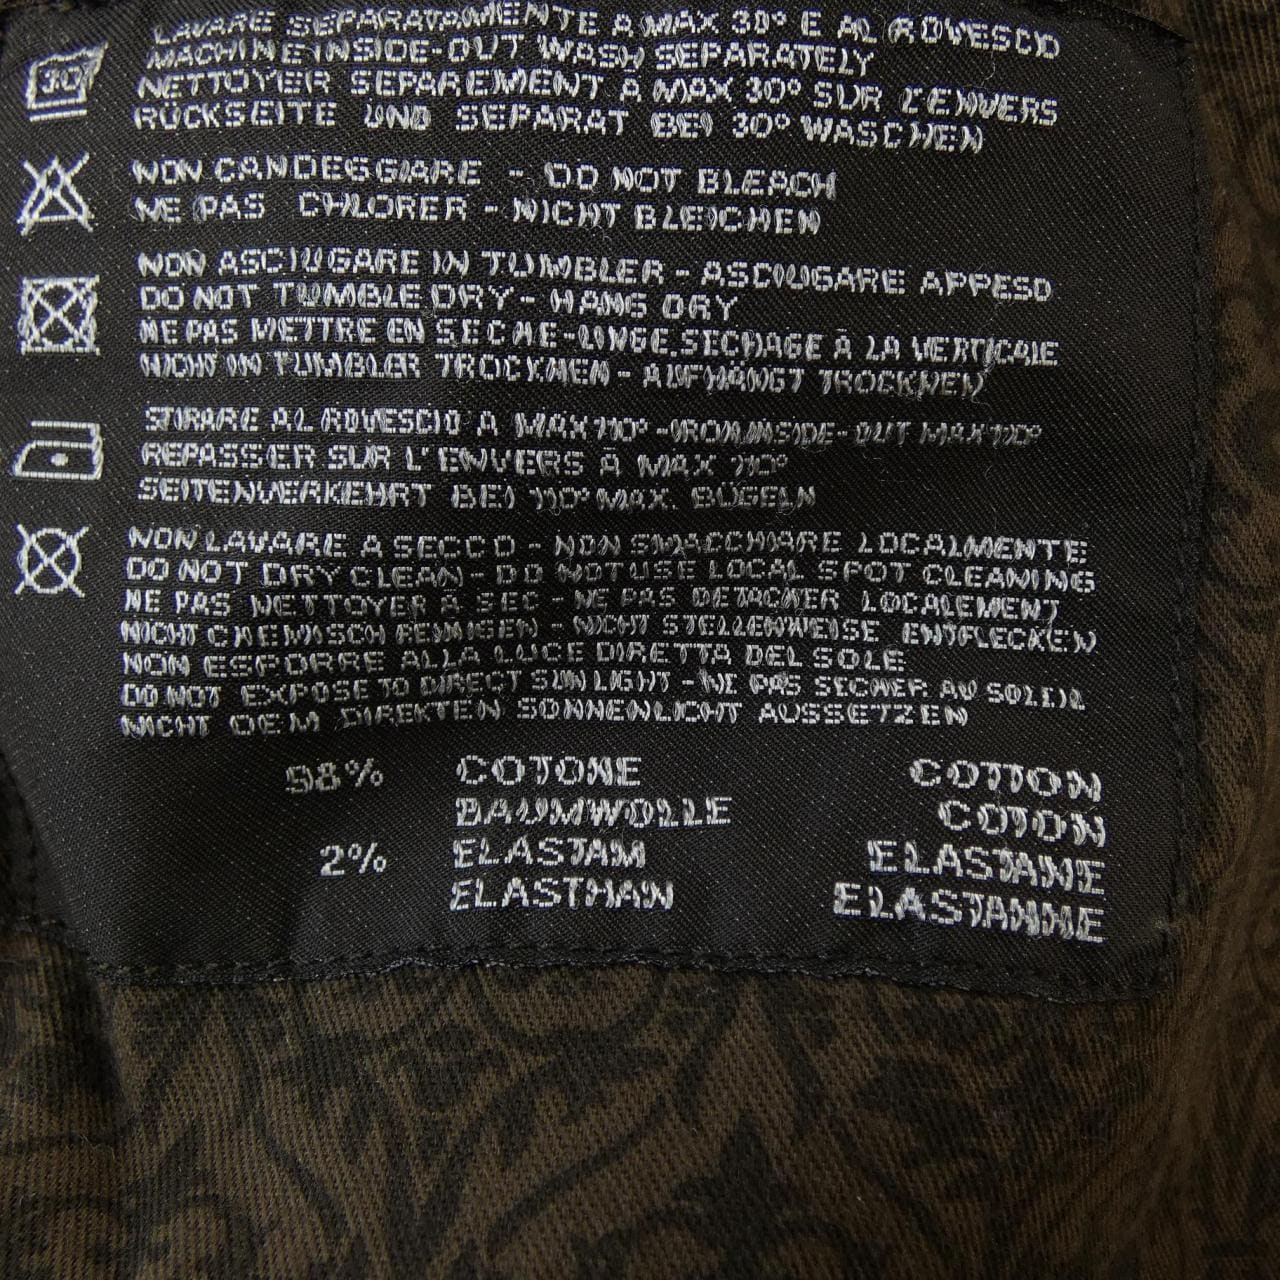 30
LAVARE SEPARATAMENTE A MAX 30° E AL ROVESCIO
MACHINE INSIDE-OUT WASH SEPARATELY
NETTOYER SEPAREMENT A MAX 30° SUR L'ENVERS
RÜCKSEITE UND SEPARAT BEI 30° WASCHEN
NON CANDEGGIARE - DO NOT BLEACH
NE PAS CHLORER - NICHT BLEICHEN
NON ASCIUGARE IN TUMBLER - ASCIUGARE APPESO
DO NOT TUMBLE DRY - HANG DRY
NE PAS METTRE EN SECHE-LINGE.SECHAGE À LA VERTICALE
NICHT IN TUMBLER TROCKNEN - AUFHÄNGT TROCKNEN
STIRARE AL ROVESCIO A MAX 110° - IRON INSIDE-OUT MAX 110°
REPASSER SUR L'ENVERS À MAX 110°
SEITENVERKEHRT BEI 110° MAX. BÜGELN
NON LAVARE A SECCO - NON SMACCHIARE LOCALMENTE
DO NOT DRY CLEAN - DO NOT USE LOCAL SPOT CLEANING
NE PAS NETTOYER À SEC - NE PAS DETACHER LOCALEMENT
NICHT CHEMISCH REINIGEN - NICHT STELLENWEISE ENTFLECKEN
NON ESPORRE ALLA LUCE DIRETTA DEL SOLE
DO NOT EXPOSE TO DIRECT SUN LIGHT - NE PAS SECHER AU SOLEIL
NICHT DEM DIREKTEN SONNENLICHT AUSSETZEN
98% COTONE COTTON
BAUMWOLLE COTON
2% ELASTAM ELASTANE
ELASTHAN ELASTANNE